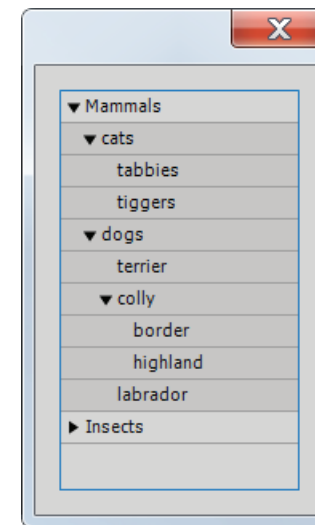 Mammals
cats
tabbies
tiggers
dogs
terrier
colly
border
highland
labrador
Insects